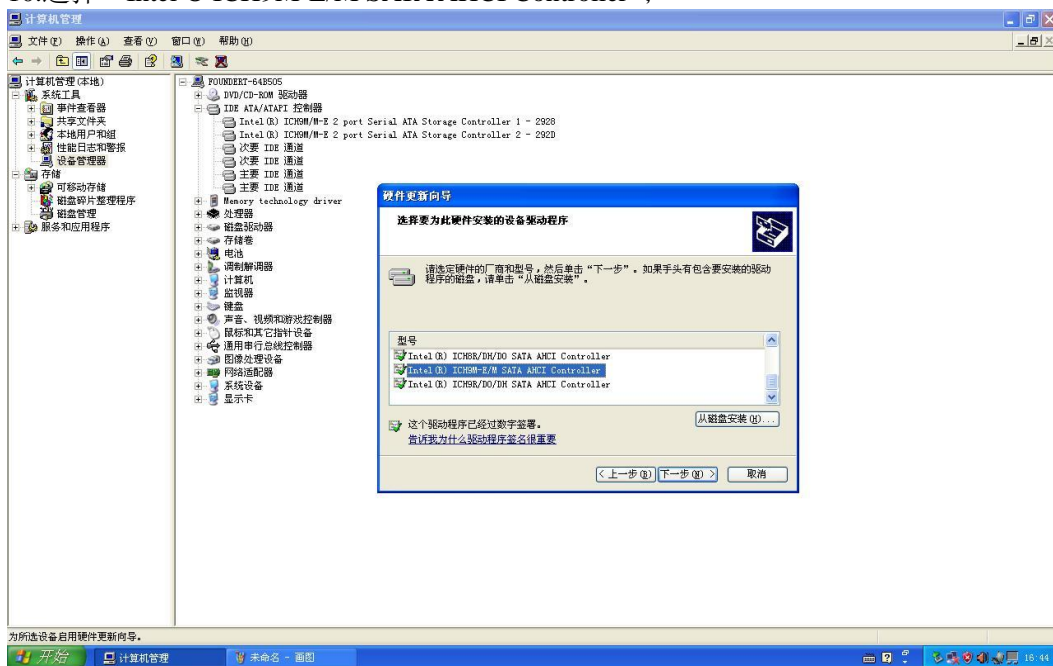 计算机管理
文件(F) 操作(A) 查看(V) 窗口(W) 帮助(H)
计算机管理(本地)
系统工具
事件查看器
共享文件夹
本地用户和组
性能日志和警报
设备管理器
存储
可移动存储
磁盘碎片整理程序
磁盘管理
服务和应用程序
FOUNDERT-64B505
DVD/CD-ROM 驱动器
IDE ATA/ATAPI 控制器
Intel(R) ICH9M/M-E 2 port Serial ATA Storage Controller 1 - 2928
Intel(R) ICH9M/M-E 2 port Serial ATA Storage Controller 2 - 292D
次要 IDE 通道
次要 IDE 通道
主要 IDE 通道
主要 IDE 通道
Memory technology driver
处理器
磁盘驱动器
存储卷
电池
调制解调器
计算机
监视器
键盘
声音、视频和游戏控制器
鼠标和其它指针设备
通用串行总线控制器
图像处理设备
网络适配器
系统设备
显示卡
硬件更新向导
选择要为此硬件安装的设备驱动程序
请选定硬件的厂商和型号，然后单击“下一步”。如果手头有包含要安装的驱动
程序的磁盘，请单击“从磁盘安装”。
型号
Intel(R) ICH8R/DH/DO SATA AHCI Controller
Intel(R) ICH9M-E/M SATA AHCI Controller
Intel(R) ICH9R/DO/DH SATA AHCI Controller
这个驱动程序已经过数字签署。
告诉我为什么驱动程序签名很重要
从磁盘安装(H)...
< 上一步(B) 下一步(N) > 取消
为所选设备启用硬件更新向导。
开始 计算机管理 未命名 - 画图 16:44